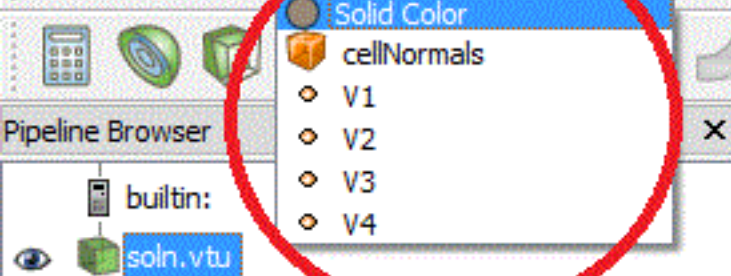 Solid Color
cellNormals
V1
Pipeline Browser
V2
builtin:
V3
V4
soln.vtu